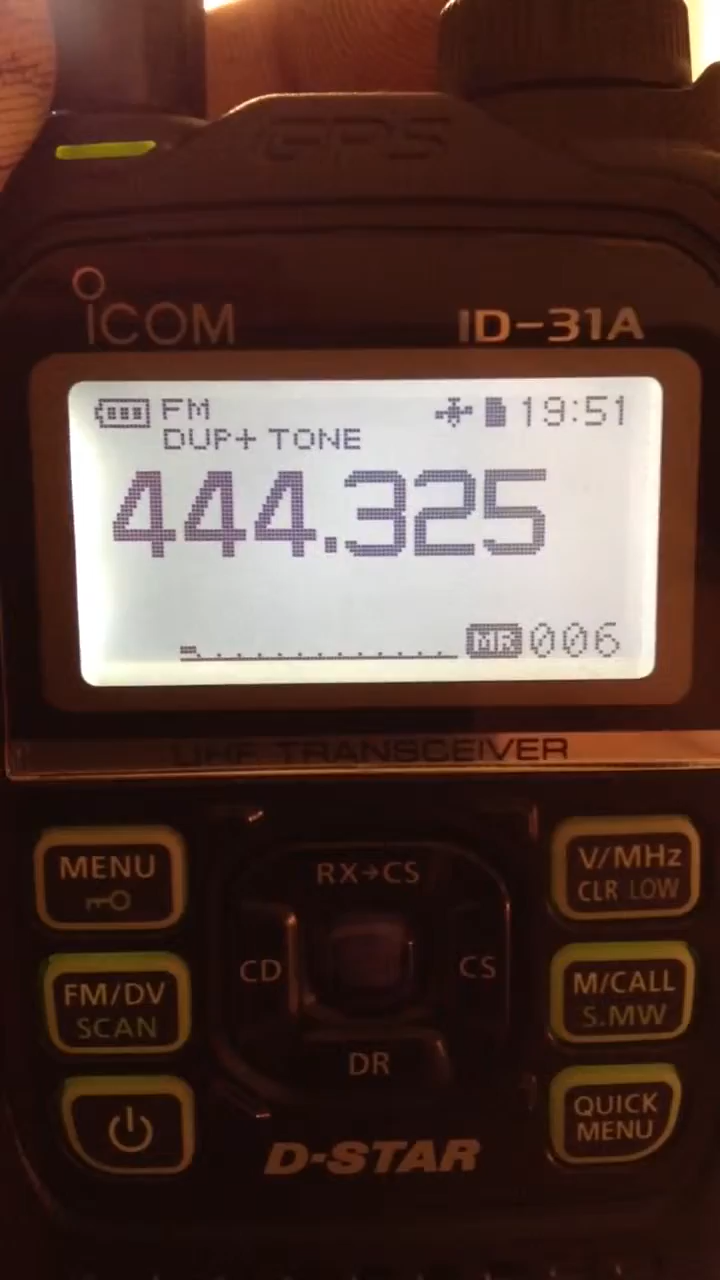 GPS
ICOM ID-31A
FM 19:51
DUP+ TONE
444.325
MR 006
UHF TRANSCEIVER
MENU
RX→CS
V/MHz
CLR LOW
CD
CS
FM/DV
SCAN
M/CALL
S.MW
DR
QUICK
MENU
D-STAR